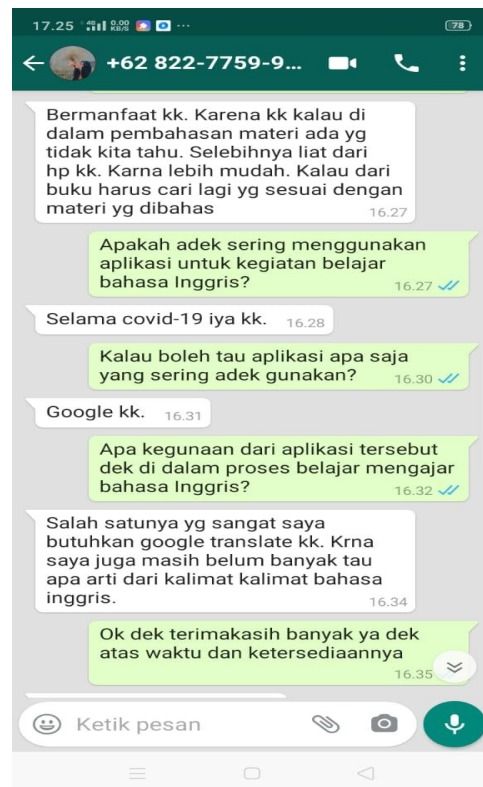 17.25 4G 0.00 KB/S ... 78
+62 822-7759-9...
Bermanfaat kk. Karena kk kalau di
dalam pembahasan materi ada yg
tidak kita tahu. Selebihnya liat dari
hp kk. Karna lebih mudah. Kalau dari
buku harus cari lagi yg sesuai dengan
materi yg dibahas 16.27
Apakah adek sering menggunakan
aplikasi untuk kegiatan belajar
bahasa Inggris? 16.27
Selama covid-19 iya kk. 16.28
Kalau boleh tau aplikasi apa saja
yang sering adek gunakan? 16.30
Google kk. 16.31
Apa kegunaan dari aplikasi tersebut
dek di dalam proses belajar mengajar
bahasa Inggris? 16.32
Salah satunya yg sangat saya
butuhkan google translate kk. Krna
saya juga masih belum banyak tau
apa arti dari kalimat kalimat bahasa
inggris. 16.34
Ok dek terimakasih banyak ya dek
atas waktu dan ketersediaannya
16.35
Ketik pesan